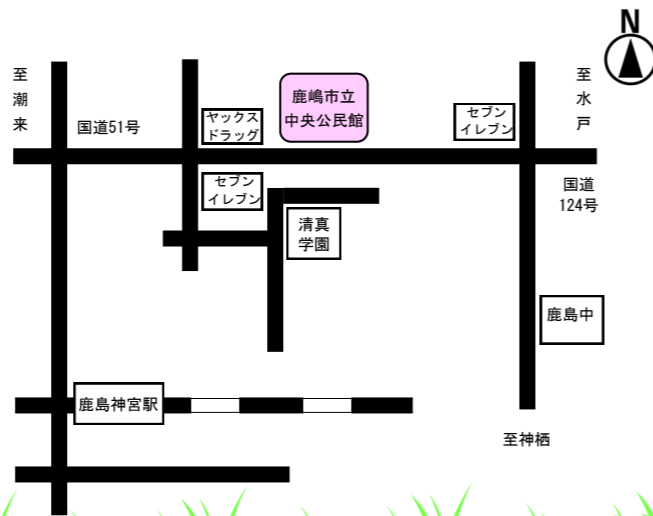 N
至
潮
来
至
水
戸
国道51号
ヤックス
ドラッグ
鹿嶋市立
中央公民館
セブン
イレブン
セブン
イレブン
国道
124号
清真
学園
鹿島中
鹿島神宮駅
至神栖